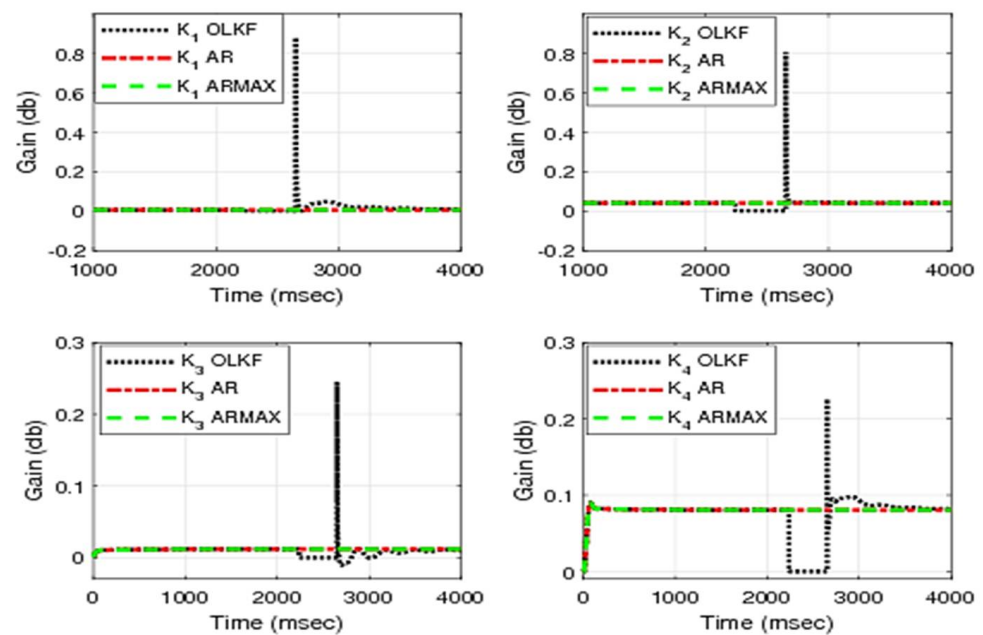 K1 OLKF
K1 AR
K1 ARMAX
Gain (db)
0.8
0.6
0.4
0.2
0
-0.2
1000
2000
3000
4000
Time (msec)
K2 OLKF
K2 AR
K2 ARMAX
Gain (db)
0.8
0.6
0.4
0.2
0
-0.2
1000
2000
3000
4000
Time (msec)
K3 OLKF
K3 AR
K3 ARMAX
Gain (db)
0.3
0.2
0.1
0
0
1000
2000
3000
4000
Time (msec)
K4 OLKF
K4 AR
K4 ARMAX
Gain (db)
0.3
0.2
0.1
0
0
1000
2000
3000
4000
Time (msec)